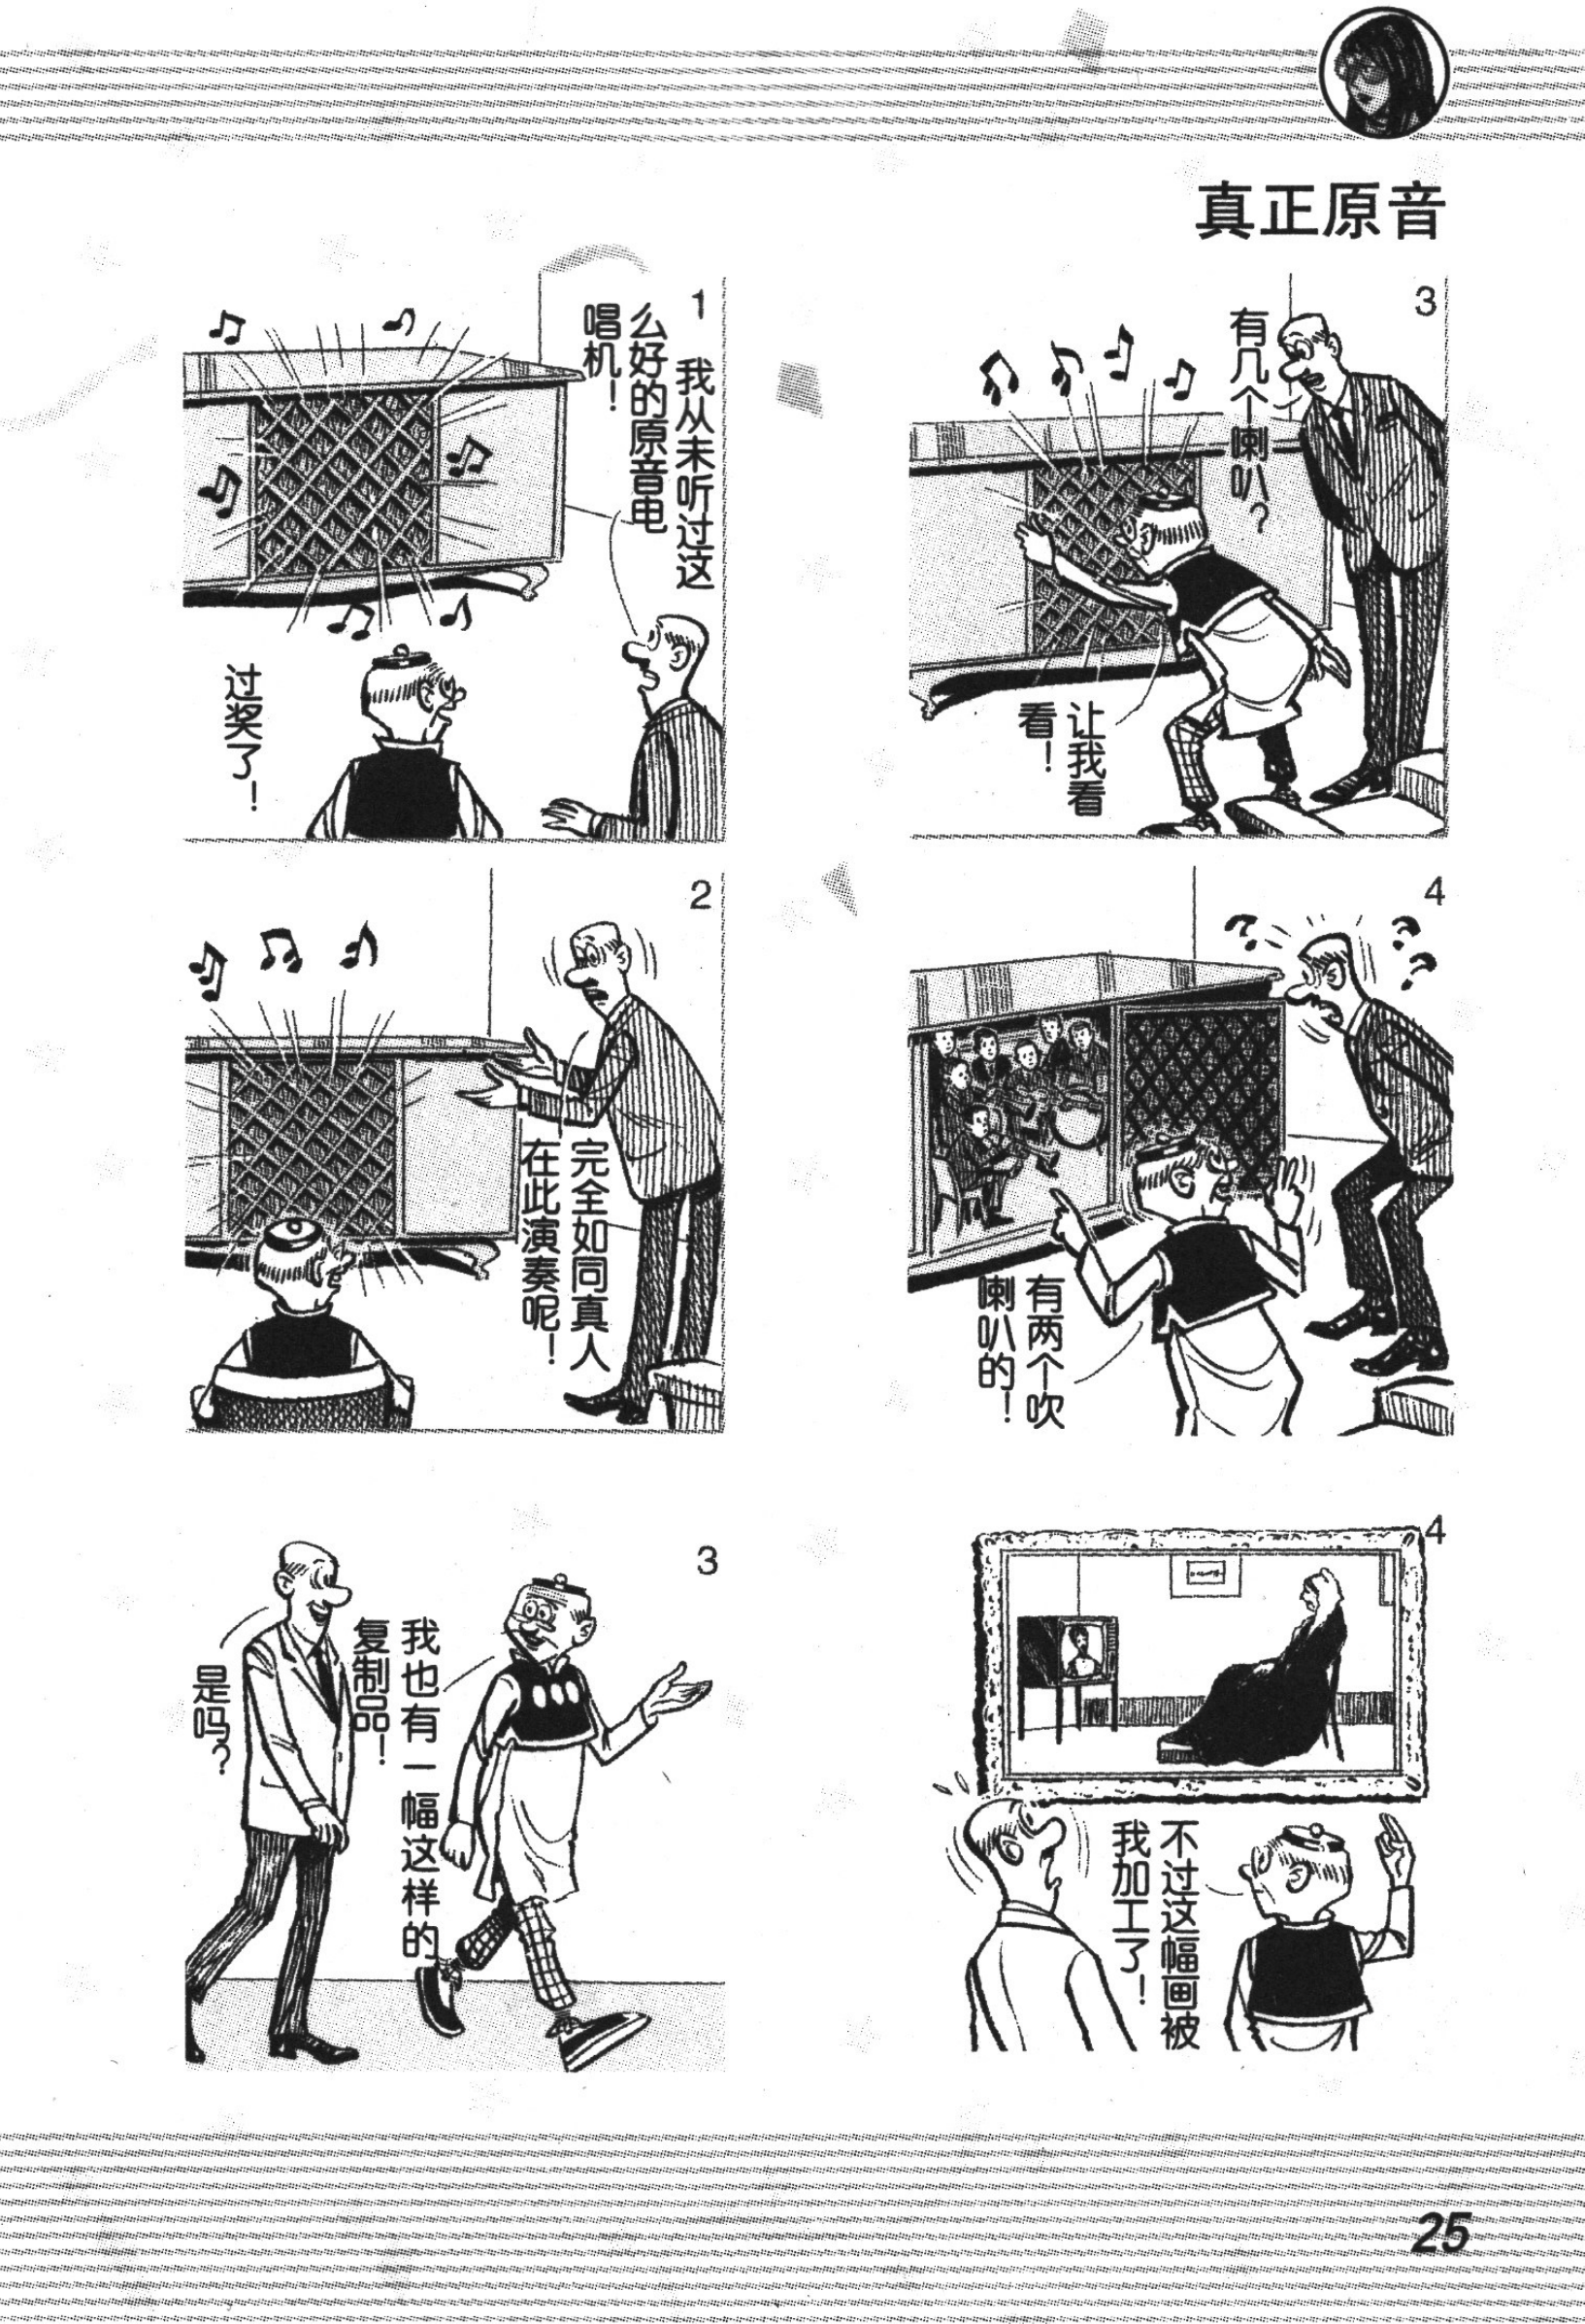 真正原音
1
我从未听过这
么好的原音电
唱机！
过奖了！
2
完全如同真人
在此演奏呢！
3
有几个喇叭？
让我看
看！
4
有两个吹
喇叭的！
3
我也有一幅这样的
复制品！
是吗？
4
不过这幅画被
我加工了！
25